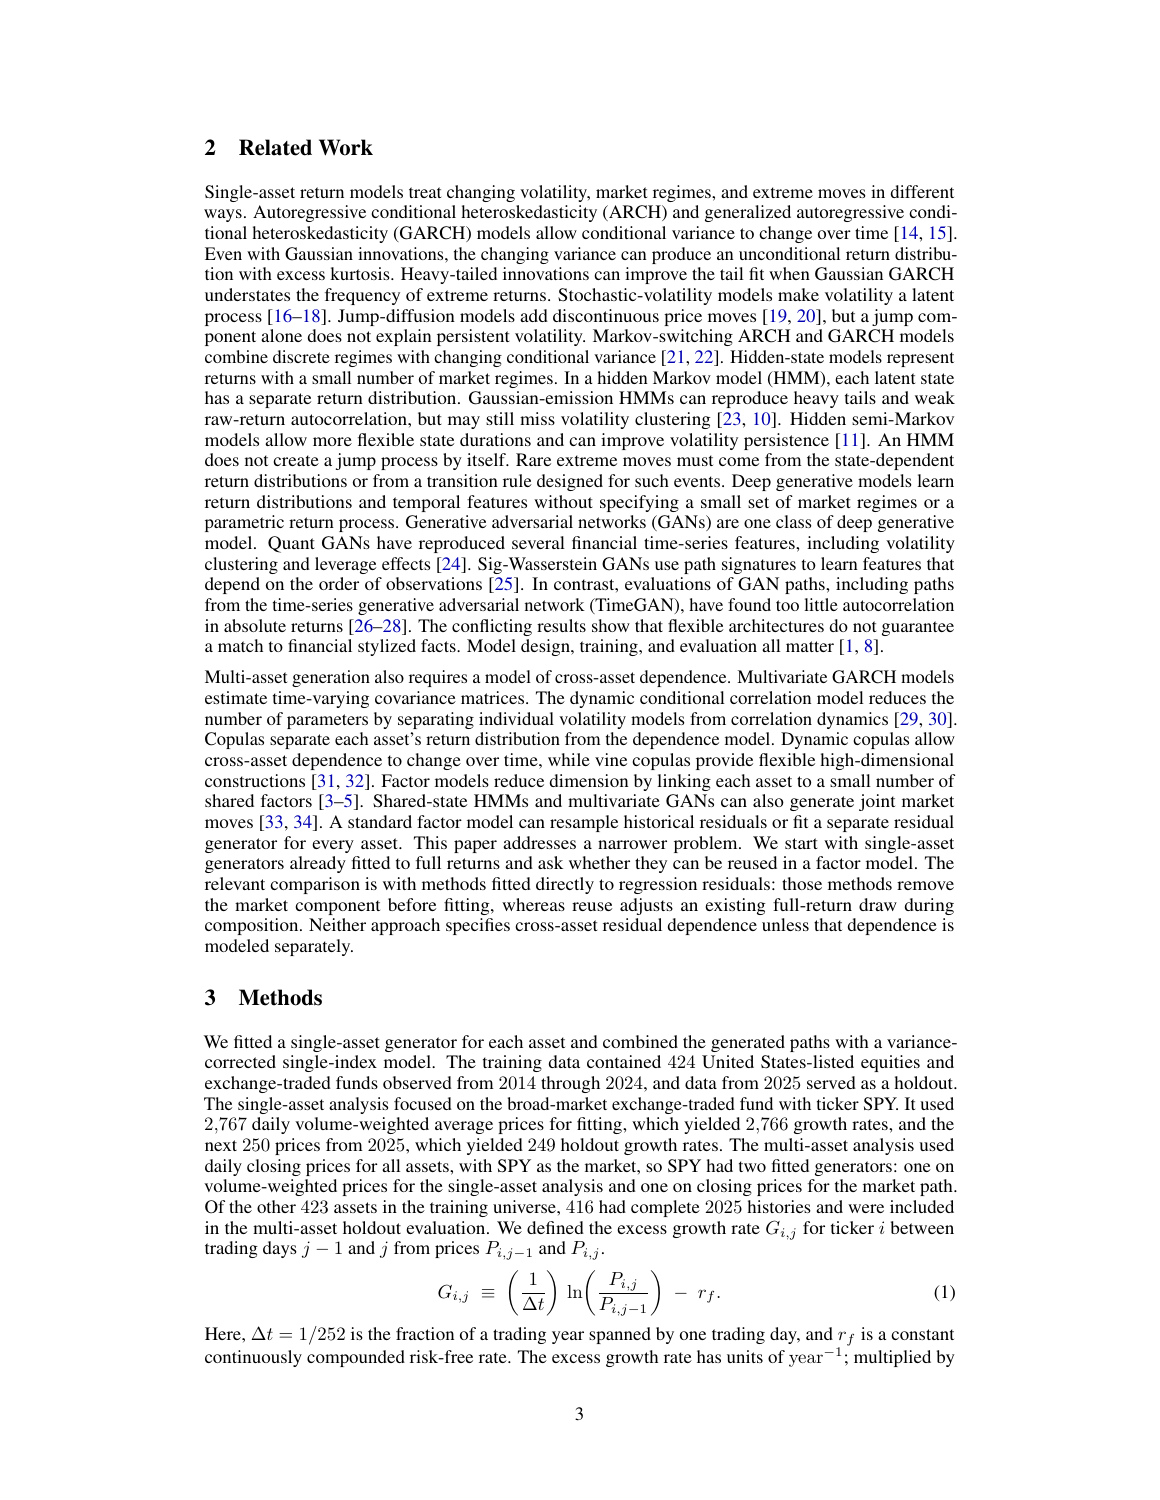 2 Related Work
Single-asset return models treat changing volatility, market regimes, and extreme moves in different
ways. Autoregressive conditional heteroskedasticity (ARCH) and generalized autoregressive condi-
tional heteroskedasticity (GARCH) models allow conditional variance to change over time [14, 15].
Even with Gaussian innovations, the changing variance can produce an unconditional return distribu-
tion with excess kurtosis. Heavy-tailed innovations can improve the tail fit when Gaussian GARCH
understates the frequency of extreme returns. Stochastic-volatility models make volatility a latent
process [16–18]. Jump-diffusion models add discontinuous price moves [19, 20], but a jump com-
ponent alone does not explain persistent volatility. Markov-switching ARCH and GARCH models
combine discrete regimes with changing conditional variance [21, 22]. Hidden-state models represent
returns with a small number of market regimes. In a hidden Markov model (HMM), each latent state
has a separate return distribution. Gaussian-emission HMMs can reproduce heavy tails and weak
raw-return autocorrelation, but may still miss volatility clustering [23, 10]. Hidden semi-Markov
models allow more flexible state durations and can improve volatility persistence [11]. An HMM
does not create a jump process by itself. Rare extreme moves must come from the state-dependent
return distributions or from a transition rule designed for such events. Deep generative models learn
return distributions and temporal features without specifying a small set of market regimes or a
parametric return process. Generative adversarial networks (GANs) are one class of deep generative
model. Quant GANs have reproduced several financial time-series features, including volatility
clustering and leverage effects [24]. Sig-Wasserstein GANs use path signatures to learn features that
depend on the order of observations [25]. In contrast, evaluations of GAN paths, including paths
from the time-series generative adversarial network (TimeGAN), have found too little autocorrelation
in absolute returns [26–28]. The conflicting results show that flexible architectures do not guarantee
a match to financial stylized facts. Model design, training, and evaluation all matter [1, 8].
Multi-asset generation also requires a model of cross-asset dependence. Multivariate GARCH models
estimate time-varying covariance matrices. The dynamic conditional correlation model reduces the
number of parameters by separating individual volatility models from correlation dynamics [29, 30].
Copulas separate each asset's return distribution from the dependence model. Dynamic copulas allow
cross-asset dependence to change over time, while vine copulas provide flexible high-dimensional
constructions [31, 32]. Factor models reduce dimension by linking each asset to a small number of
shared factors [3–5]. Shared-state HMMs and multivariate GANs can also generate joint market
moves [33, 34]. A standard factor model can resample historical residuals or fit a separate residual
generator for every asset. This paper addresses a narrower problem. We start with single-asset
generators already fitted to full returns and ask whether they can be reused in a factor model. The
relevant comparison is with methods fitted directly to regression residuals: those methods remove
the market component before fitting, whereas reuse adjusts an existing full-return draw during
composition. Neither approach specifies cross-asset residual dependence unless that dependence is
modeled separately.
3 Methods
We fitted a single-asset generator for each asset and combined the generated paths with a variance-
corrected single-index model. The training data contained 424 United States-listed equities and
exchange-traded funds observed from 2014 through 2024, and data from 2025 served as a holdout.
The single-asset analysis focused on the broad-market exchange-traded fund with ticker SPY. It used
2,767 daily volume-weighted average prices for fitting, which yielded 2,766 growth rates, and the
next 250 prices from 2025, which yielded 249 holdout growth rates. The multi-asset analysis used
daily closing prices for all assets, with SPY as the market, so SPY had two fitted generators: one on
volume-weighted prices for the single-asset analysis and one on closing prices for the market path.
Of the other 423 assets in the training universe, 416 had complete 2025 histories and were included
in the multi-asset holdout evaluation. We defined the excess growth rate G_{i,j} for ticker i between
trading days j − 1 and j from prices P_{i,j−1} and P_{i,j}.
G_{i,j} ≡ (1/Δt) ln(P_{i,j}/P_{i,j−1}) − r_f. (1)
Here, Δt = 1/252 is the fraction of a trading year spanned by one trading day, and r_f is a constant
continuously compounded risk-free rate. The excess growth rate has units of year⁻¹; multiplied by
3